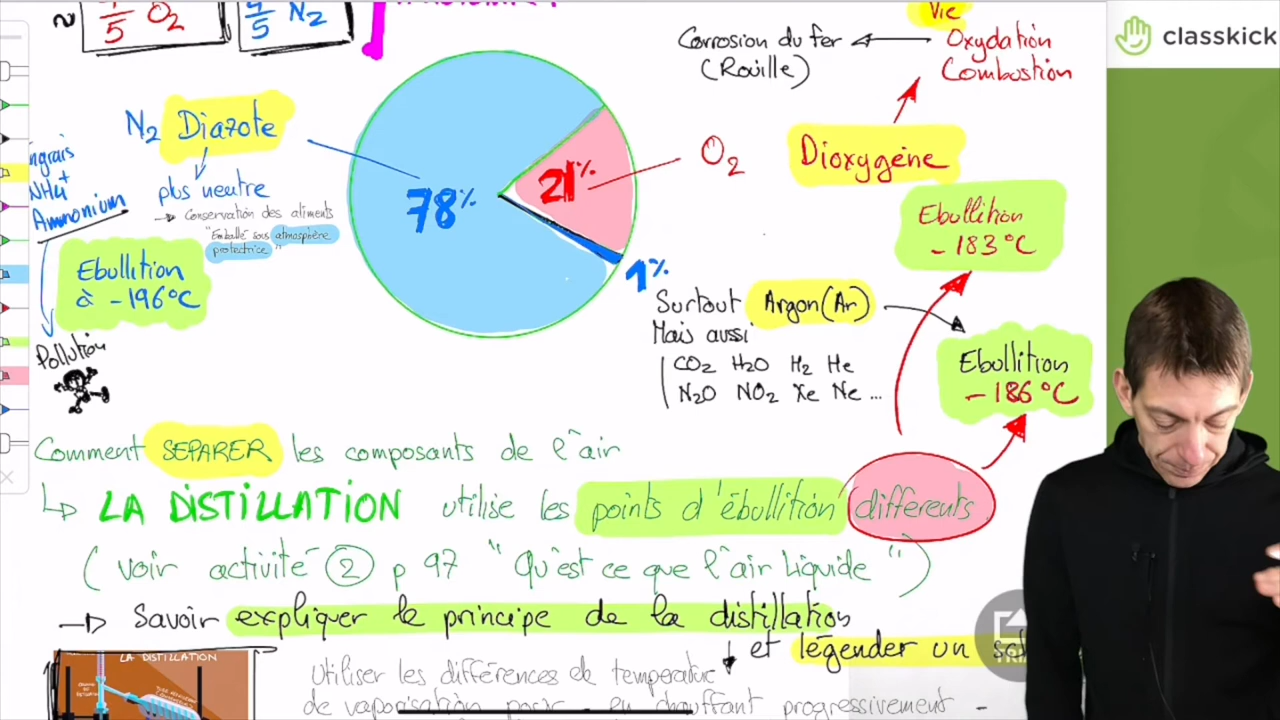 ~ 1/5 O2 4/5 N2
Vie
classkick
Corrosion du fer
(Rouille)
Oxydation
Combustion
N2 Diazote
plus neutre
→ Conservation des aliments
"Emballé sous atmosphère
protectrice"
NH4+
Ammonium
Ebullition
à -196°C
Pollution
78%
21%
1%
O2 Dioxygène
Ebullition
-183°C
Surtout Argon (Ar)
Mais aussi
CO2 H2O H2 He
N2O NO2 Xe Ne ...
Ebullition
-186°C
Comment SEPARER les composants de l'air
↳ LA DISTILLATION utilise les points d'ébullition différents
(voir activité 2 p 97 "Qu'est ce que l'air liquide")
→ Savoir expliquer le principe de la distillation
et légender un
LA DISTILLATION
Utiliser les différences de température
de vaporisation pour en chauffant progressivement -